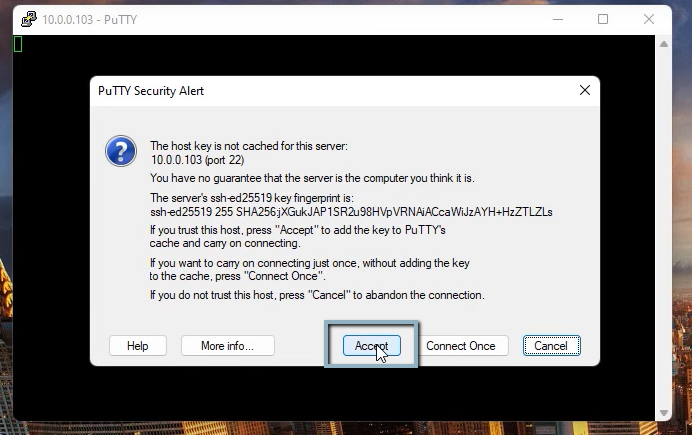 10.0.0.103 - PuTTY
PuTTY Security Alert
The host key is not cached for this server:
10.0.0.103 (port 22)
You have no guarantee that the server is the computer you think it is.
The server's ssh-ed25519 key fingerprint is:
ssh-ed25519 255 SHA256:jXGukJAP1SR2u98HVpVRNAiACcaWiJzAYH+HzZTLZLs
If you trust this host, press "Accept" to add the key to PuTTY's
cache and carry on connecting.
If you want to carry on connecting just once, without adding the key
to the cache, press "Connect Once".
If you do not trust this host, press "Cancel" to abandon the connection.
Help
More info...
Accept
Connect Once
Cancel